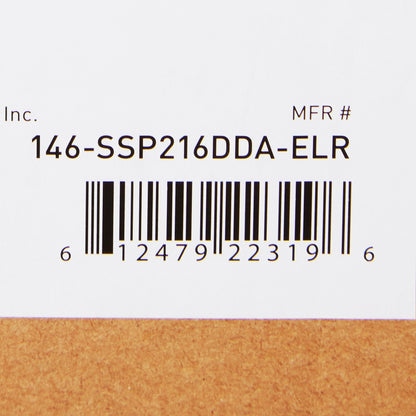 Inc. MFR #
146-SSP216DDA-ELR
6 12479 22319 6